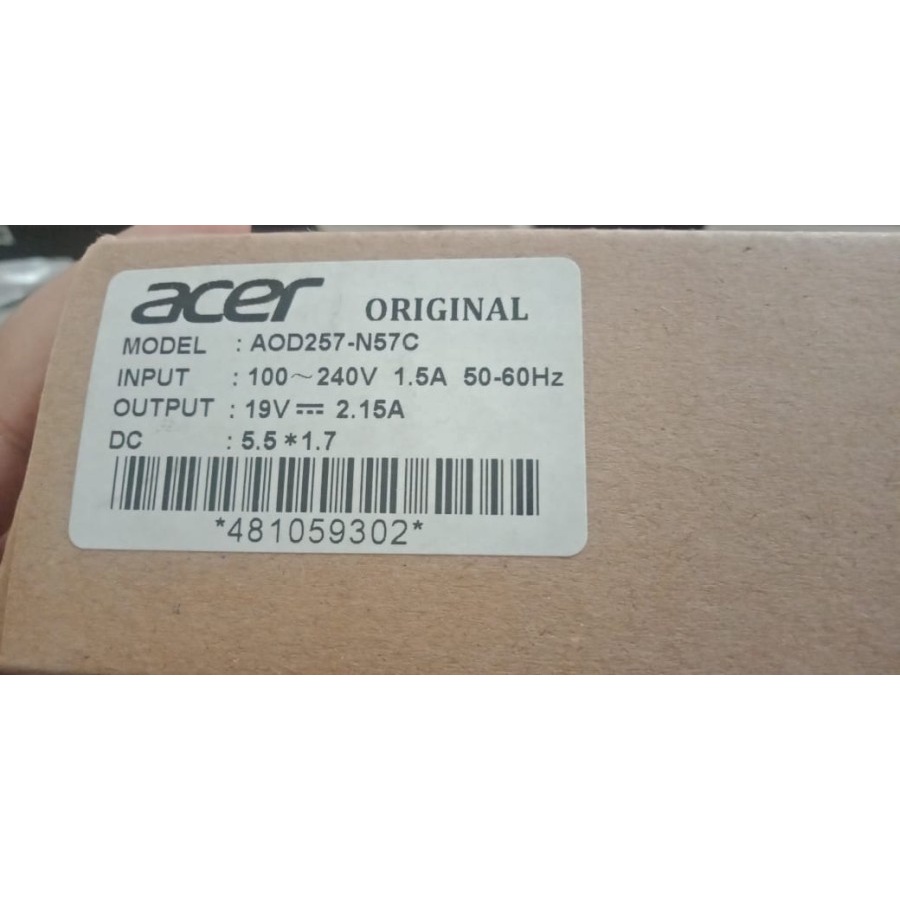 acer ORIGINAL
MODEL : AOD257-N57C
INPUT : 100~240V 1.5A 50-60Hz
OUTPUT : 19V⎓ 2.15A
DC : 5.5*1.7
*481059302*